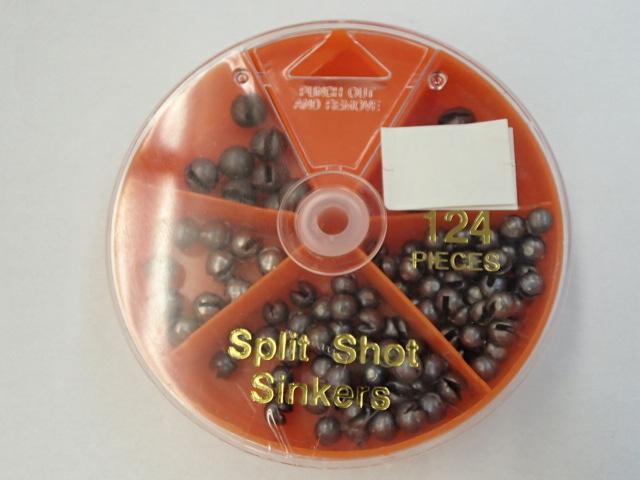 PUNCH OUT
AND REMOVE
124
PIECES
Split Shot
Sinkers